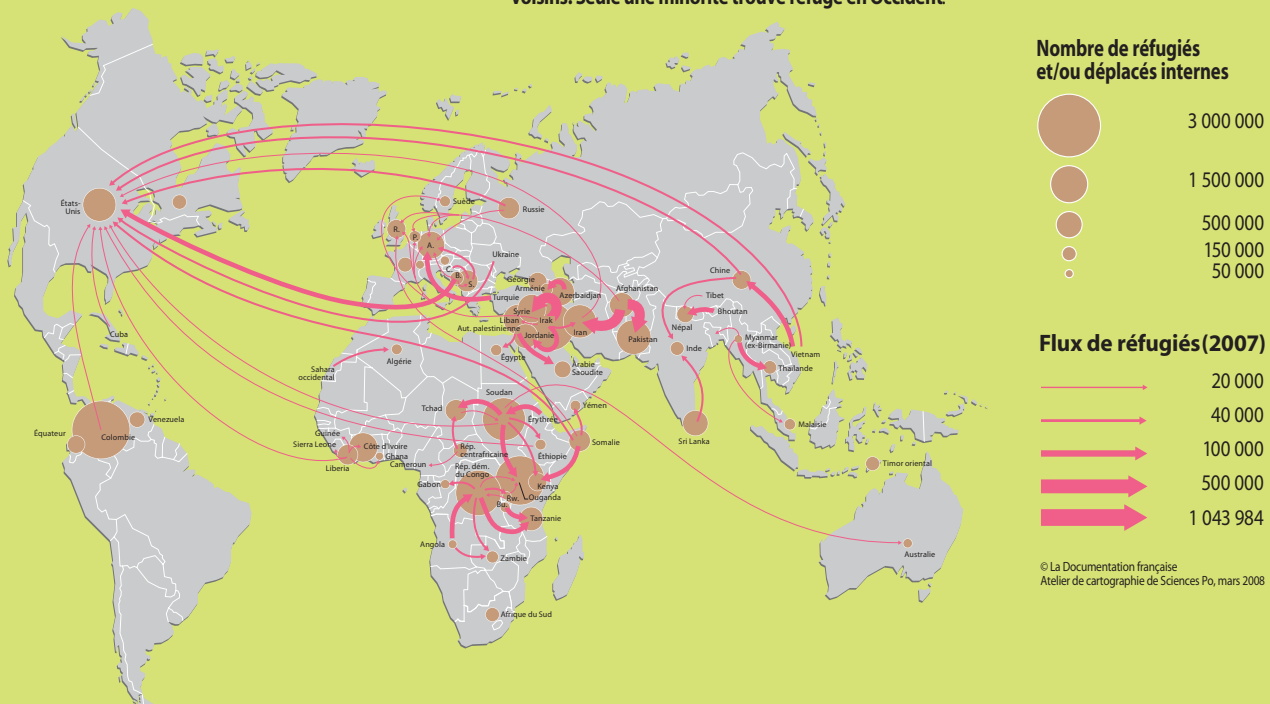 voisins. Seule une minorité trouve refuge en Occident.
Nombre de réfugiés
et/ou déplacés internes
3 000 000
1 500 000
500 000
150 000
50 000
Flux de réfugiés (2007)
20 000
40 000
100 000
500 000
1 043 984
© La Documentation française
Atelier de cartographie de Sciences Po, mars 2008
États-
Unis
Cuba
Venezuela
Équateur
Colombie
Suède
Russie
R.
P.
A.
C.
B.
S.
Ukraine
Géorgie
Arménie
Azerbaïdjan
Turquie
Syrie
Liban
Irak
Aut. palestinienne
Jordanie
Iran
Afghanistan
Pakistan
Chine
Tibet
Bhoutan
Népal
Inde
Myanmar
(ex-Birmanie)
Vietnam
Thaïlande
Malaisie
Sri Lanka
Timor oriental
Australie
Algérie
Sahara
occidental
Égypte
Arabie
Saoudite
Soudan
Tchad
Érythrée
Yémen
Somalie
Éthiopie
Guinée
Sierra Leone
Liberia
Côte d'Ivoire
Ghana
Cameroun
Rép.
centrafricaine
Rép. dém.
du Congo
Gabon
Kenya
Ouganda
Rw.
Bu.
Tanzanie
Angola
Zambie
Afrique du Sud